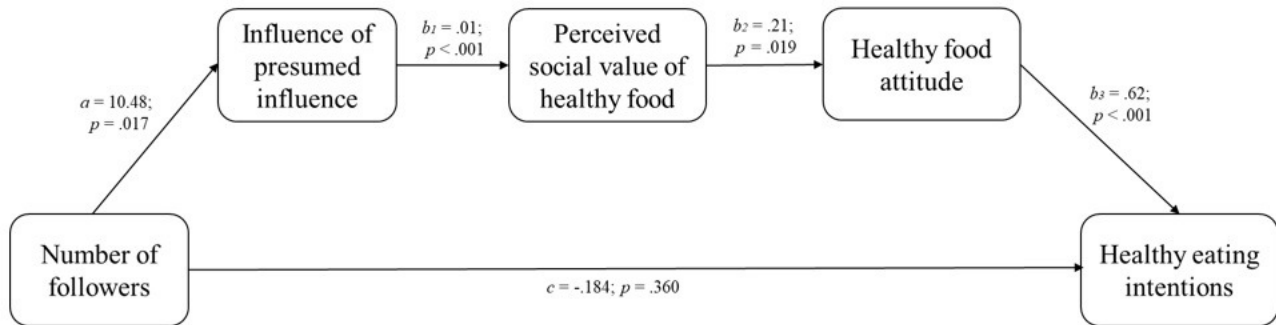 Influence of
presumed
influence
b₁ = .01;
p < .001
Perceived
social value of
healthy food
b₂ = .21;
p = .019
Healthy food
attitude
a = 10.48;
p = .017
b₃ = .62;
p < .001
Number of
followers
c = -.184; p = .360
Healthy eating
intentions